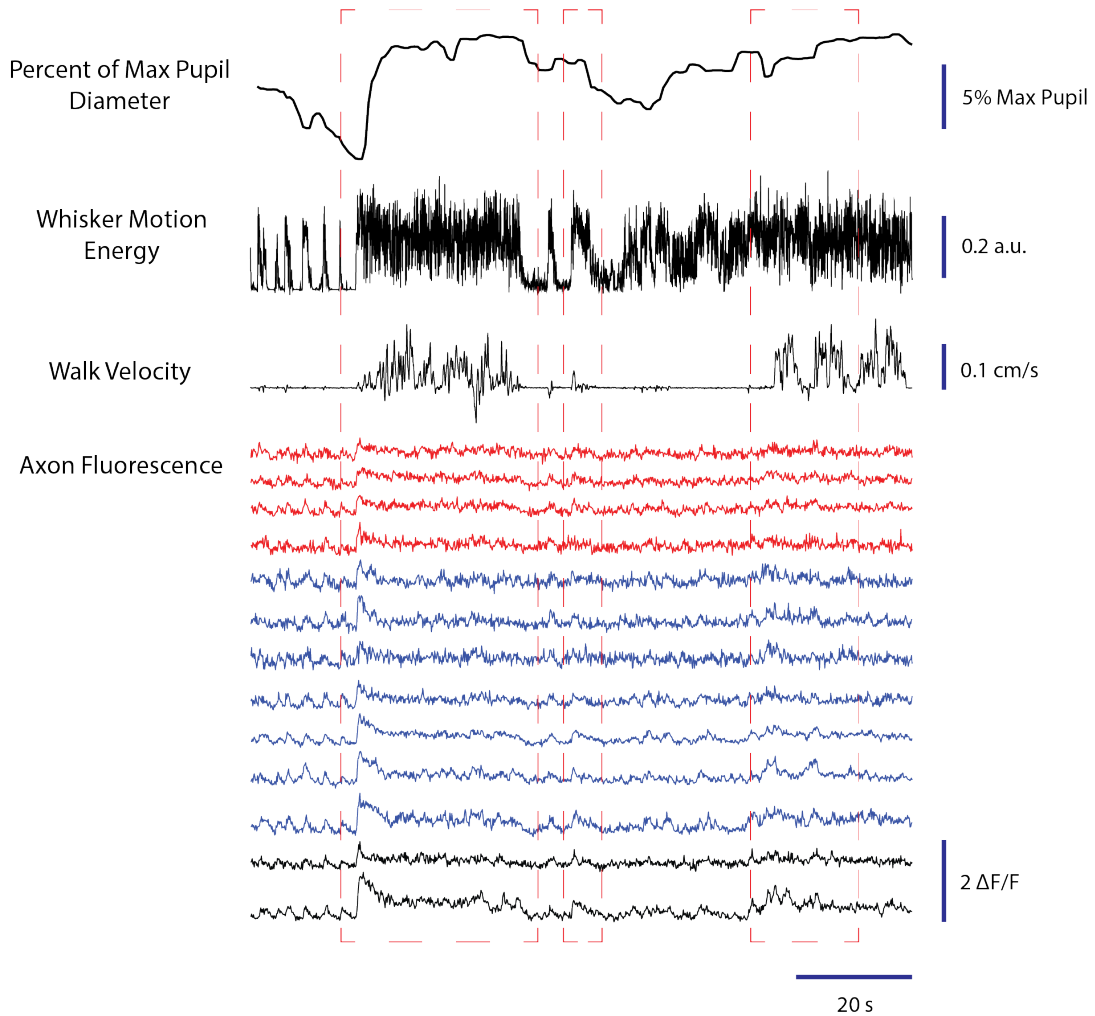 Percent of Max Pupil
Diameter
5% Max Pupil
Whisker Motion
Energy
0.2 a.u.
Walk Velocity
0.1 cm/s
Axon Fluorescence
2 ΔF/F
20 s